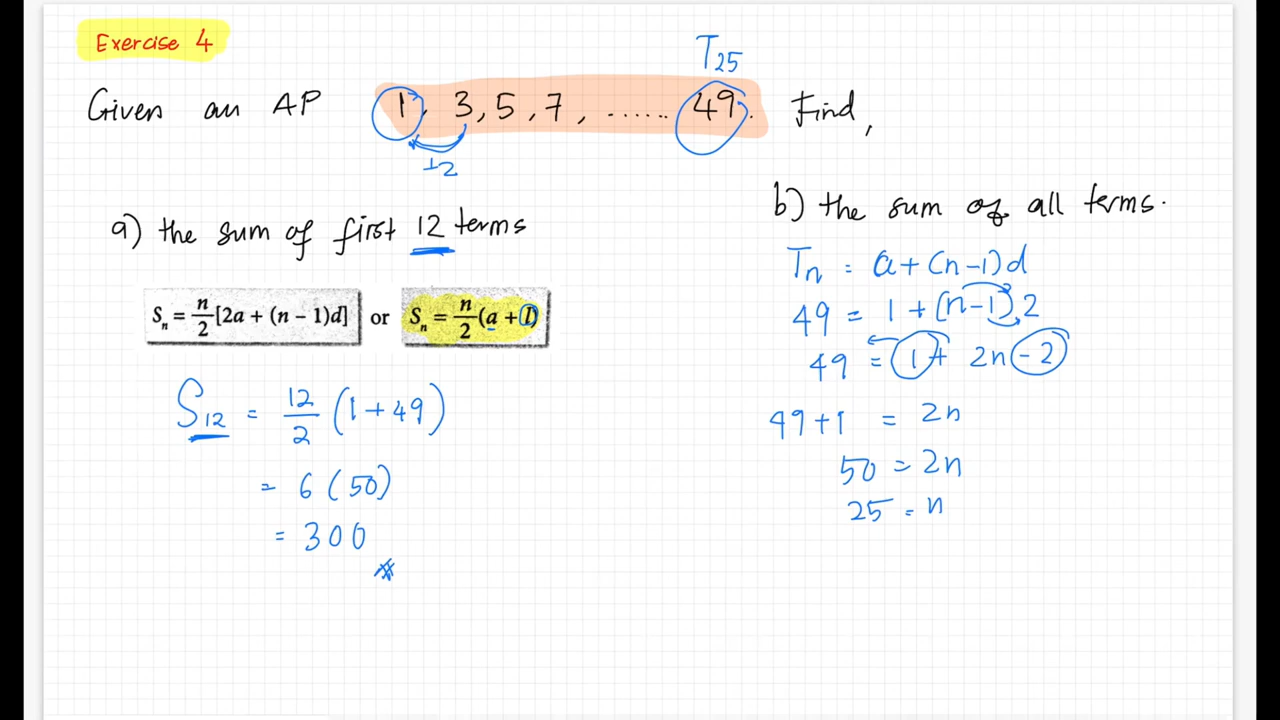 Exercise 4
T25
Given an AP 1, 3, 5, 7, ...... 49. Find,
+2
a) the sum of first 12 terms
Sn = n/2 [2a + (n − 1)d] or Sn = n/2 (a + l)
S12 = 12/2 (1 + 49)
= 6 (50)
= 300
b) the sum of all terms.
Tn = a + (n − 1)d
49 = 1 + (n − 1) 2
49 = 1 + 2n − 2
49 + 1 = 2n
50 = 2n
25 = n